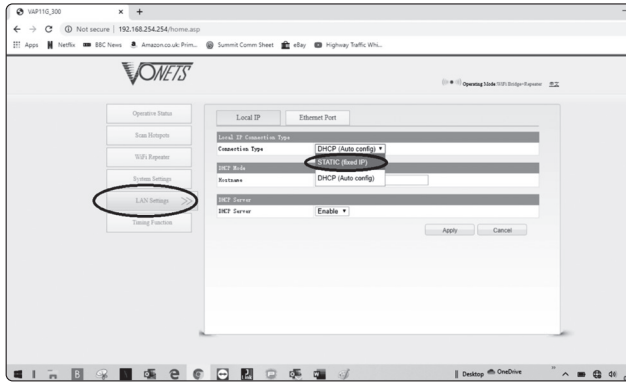 VAP11G_300
Not secure | 192.168.254.254/home.asp
Apps Netflix BBC News Amazon.co.uk: Prim... Summit Comm Sheet eBay Highway Traffic Whi...
VONETS
Operating Mode:WiFi Bridge+Repeater 中文
Operative Status
Local IP Ethernet Port
Scan Hotspots
Local IP Connection Type
Connection Type DHCP (Auto config)
WiFi Repeater
STATIC (fixed IP)
DHCP Mode
System Settings
Hostname DHCP (Auto config)
LAN Settings
DHCP Server
DHCP Server Enable
Timing Function
Apply Cancel
Desktop OneDrive